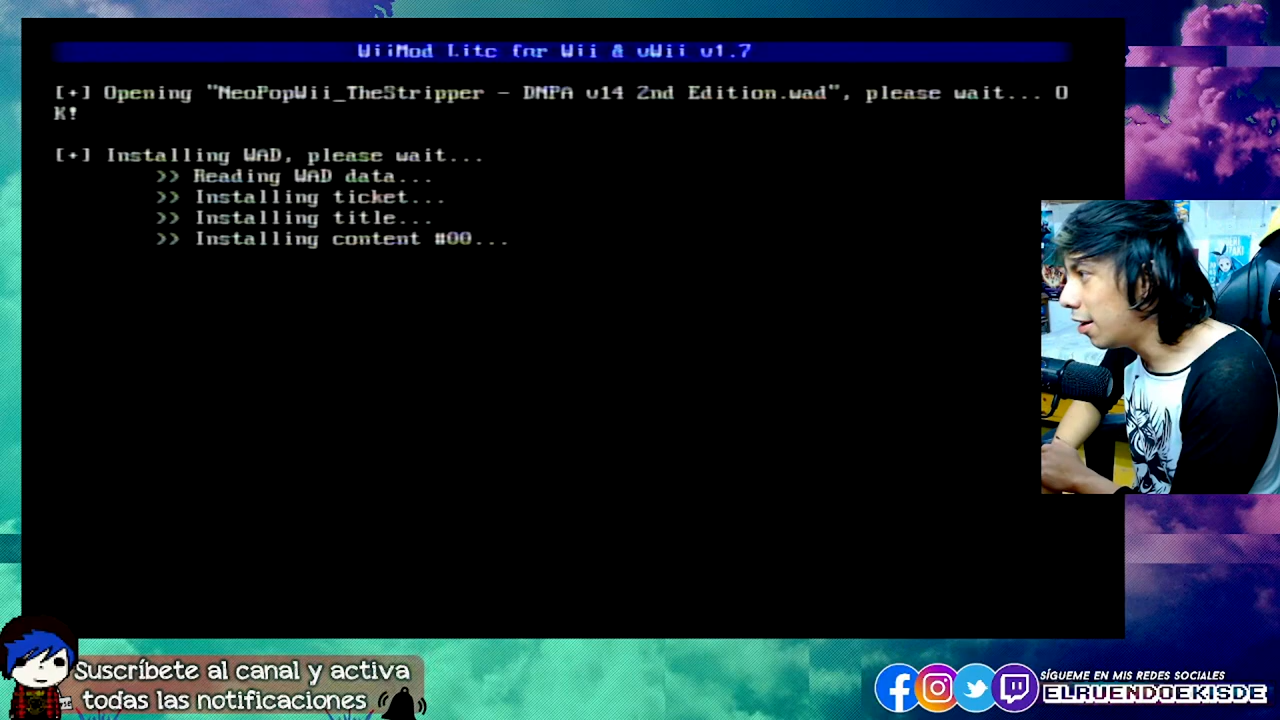 WiiMod Lite for Wii & vWii v1.7
[+] Opening "NeoPopWii_TheStripper - DMPA v14 2nd Edition.wad", please wait... O
K!
[+] Installing WAD, please wait...
>> Reading WAD data...
>> Installing ticket...
>> Installing title...
>> Installing content #00...
Suscríbete al canal y activa
todas las notificaciones
SÍGUEME EN MIS REDES SOCIALES
ELRUENDOEKISDE